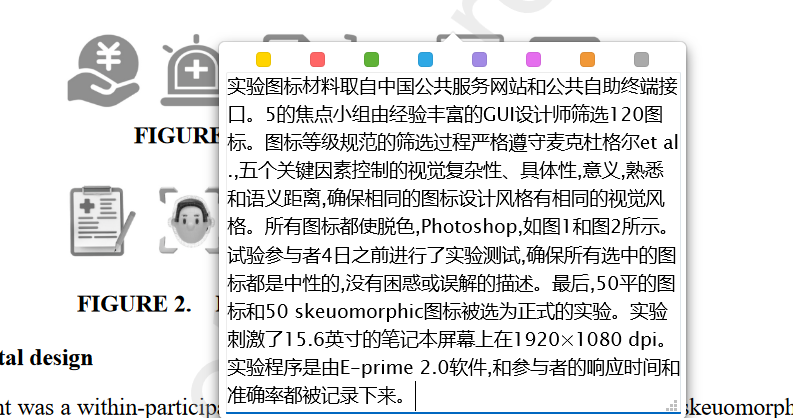 ¥
实验图标材料取自中国公共服务网站和公共自助终端接
口。5的焦点小组由经验丰富的GUI设计师筛选120图
FIGURE
标。图标等级规范的筛选过程严格遵守麦克杜格尔et al
.,五个关键因素控制的视觉复杂性、具体性,意义,熟悉
和语义距离,确保相同的图标设计风格有相同的视觉风
格。所有图标都使脱色,Photoshop,如图1和图2所示。
试验参与者4日之前进行了实验测试,确保所有选中的图
标都是中性的,没有困惑或误解的描述。最后,50平的图
FIGURE 2.
标和50 skeuomorphic图标被选为正式的实验。实验
刺激了15.6英寸的笔记本屏幕上在1920×1080 dpi。
tal design
实验程序是由E-prime 2.0软件,和参与者的响应时间和
准确率都被记录下来。
nt was a within-particip
skeuomorph